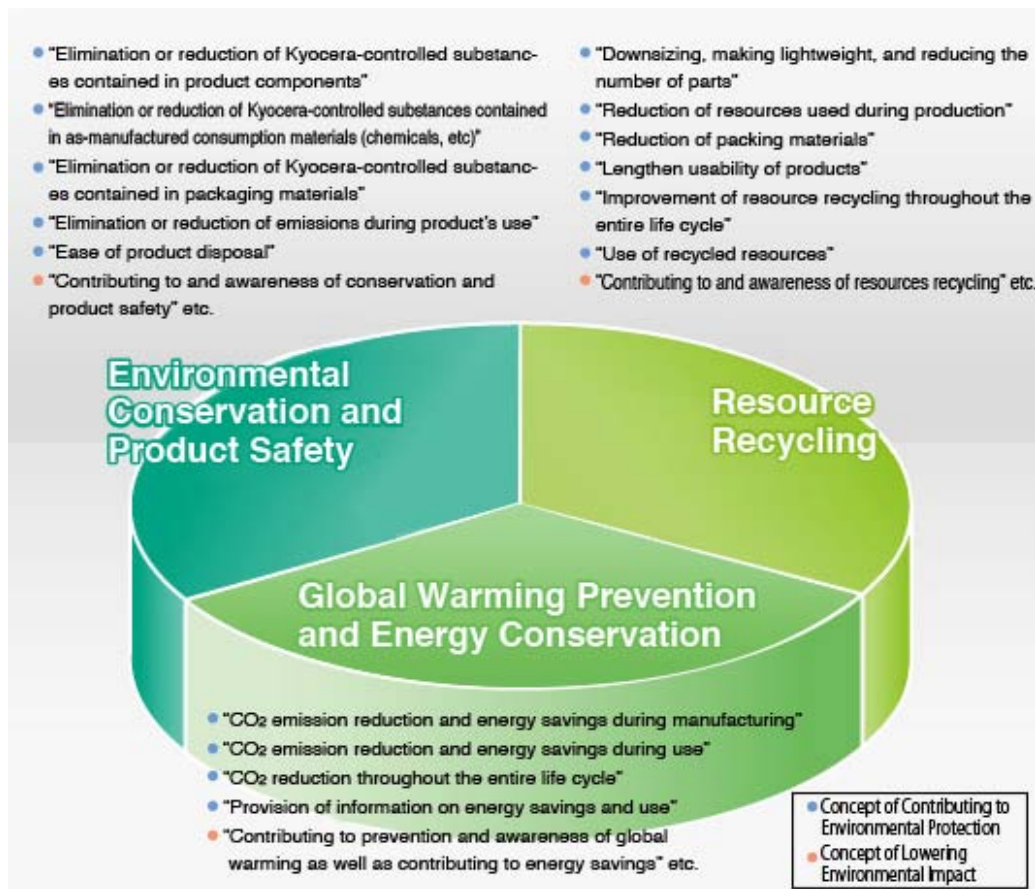 "Elimination or reduction of Kyocera-controlled substanc-
es contained in product components"
"Elimination or reduction of Kyocera-controlled substances contained
in as-manufactured consumption materials (chemicals, etc)"
"Elimination or reduction of Kyocera-controlled substanc-
es contained in packaging materials"
"Elimination or reduction of emissions during product's use"
"Ease of product disposal"
"Contributing to and awareness of conservation and
product safety" etc.
"Downsizing, making lightweight, and reducing the
number of parts"
"Reduction of resources used during production"
"Reduction of packing materials"
"Lengthen usability of products"
"Improvement of resource recycling throughout the
entire life cycle"
"Use of recycled resources"
"Contributing to and awareness of resources recycling" etc.
Environmental
Conservation and
Product Safety
Resource
Recycling
Global Warming Prevention
and Energy Conservation
"CO₂ emission reduction and energy savings during manufacturing"
"CO₂ emission reduction and energy savings during use"
"CO₂ reduction throughout the entire life cycle"
"Provision of information on energy savings and use"
"Contributing to prevention and awareness of global
warming as well as contributing to energy savings" etc.
Concept of Contributing to
Environmental Protection
Concept of Lowering
Environmental Impact